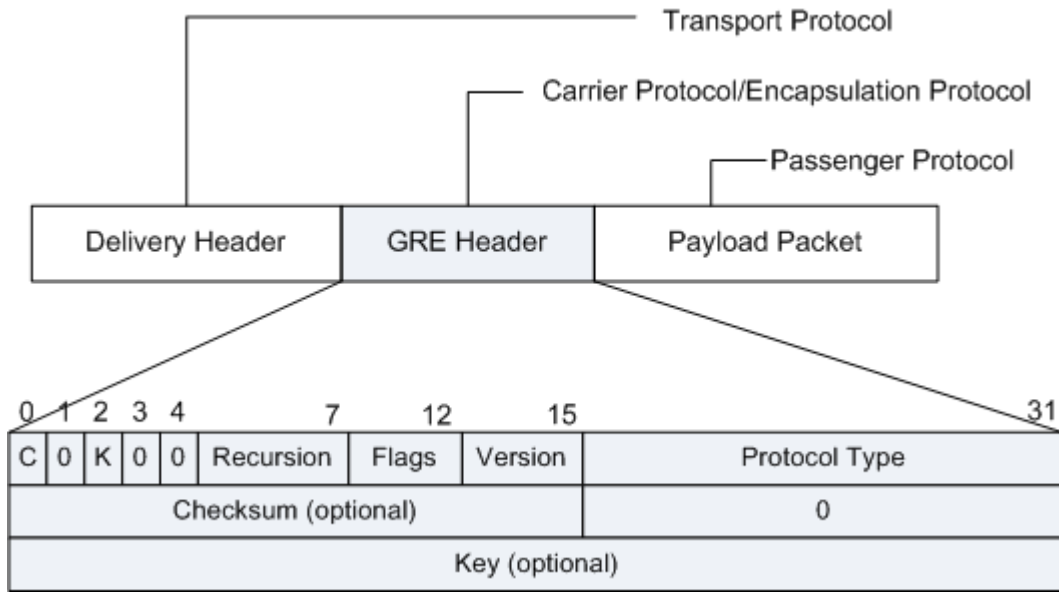 Transport Protocol
Carrier Protocol/Encapsulation Protocol
Passenger Protocol
Delivery Header GRE Header Payload Packet
0 1 2 3 4 7 12 15 31
C 0 K 0 0 Recursion Flags Version Protocol Type
Checksum (optional) 0
Key (optional)